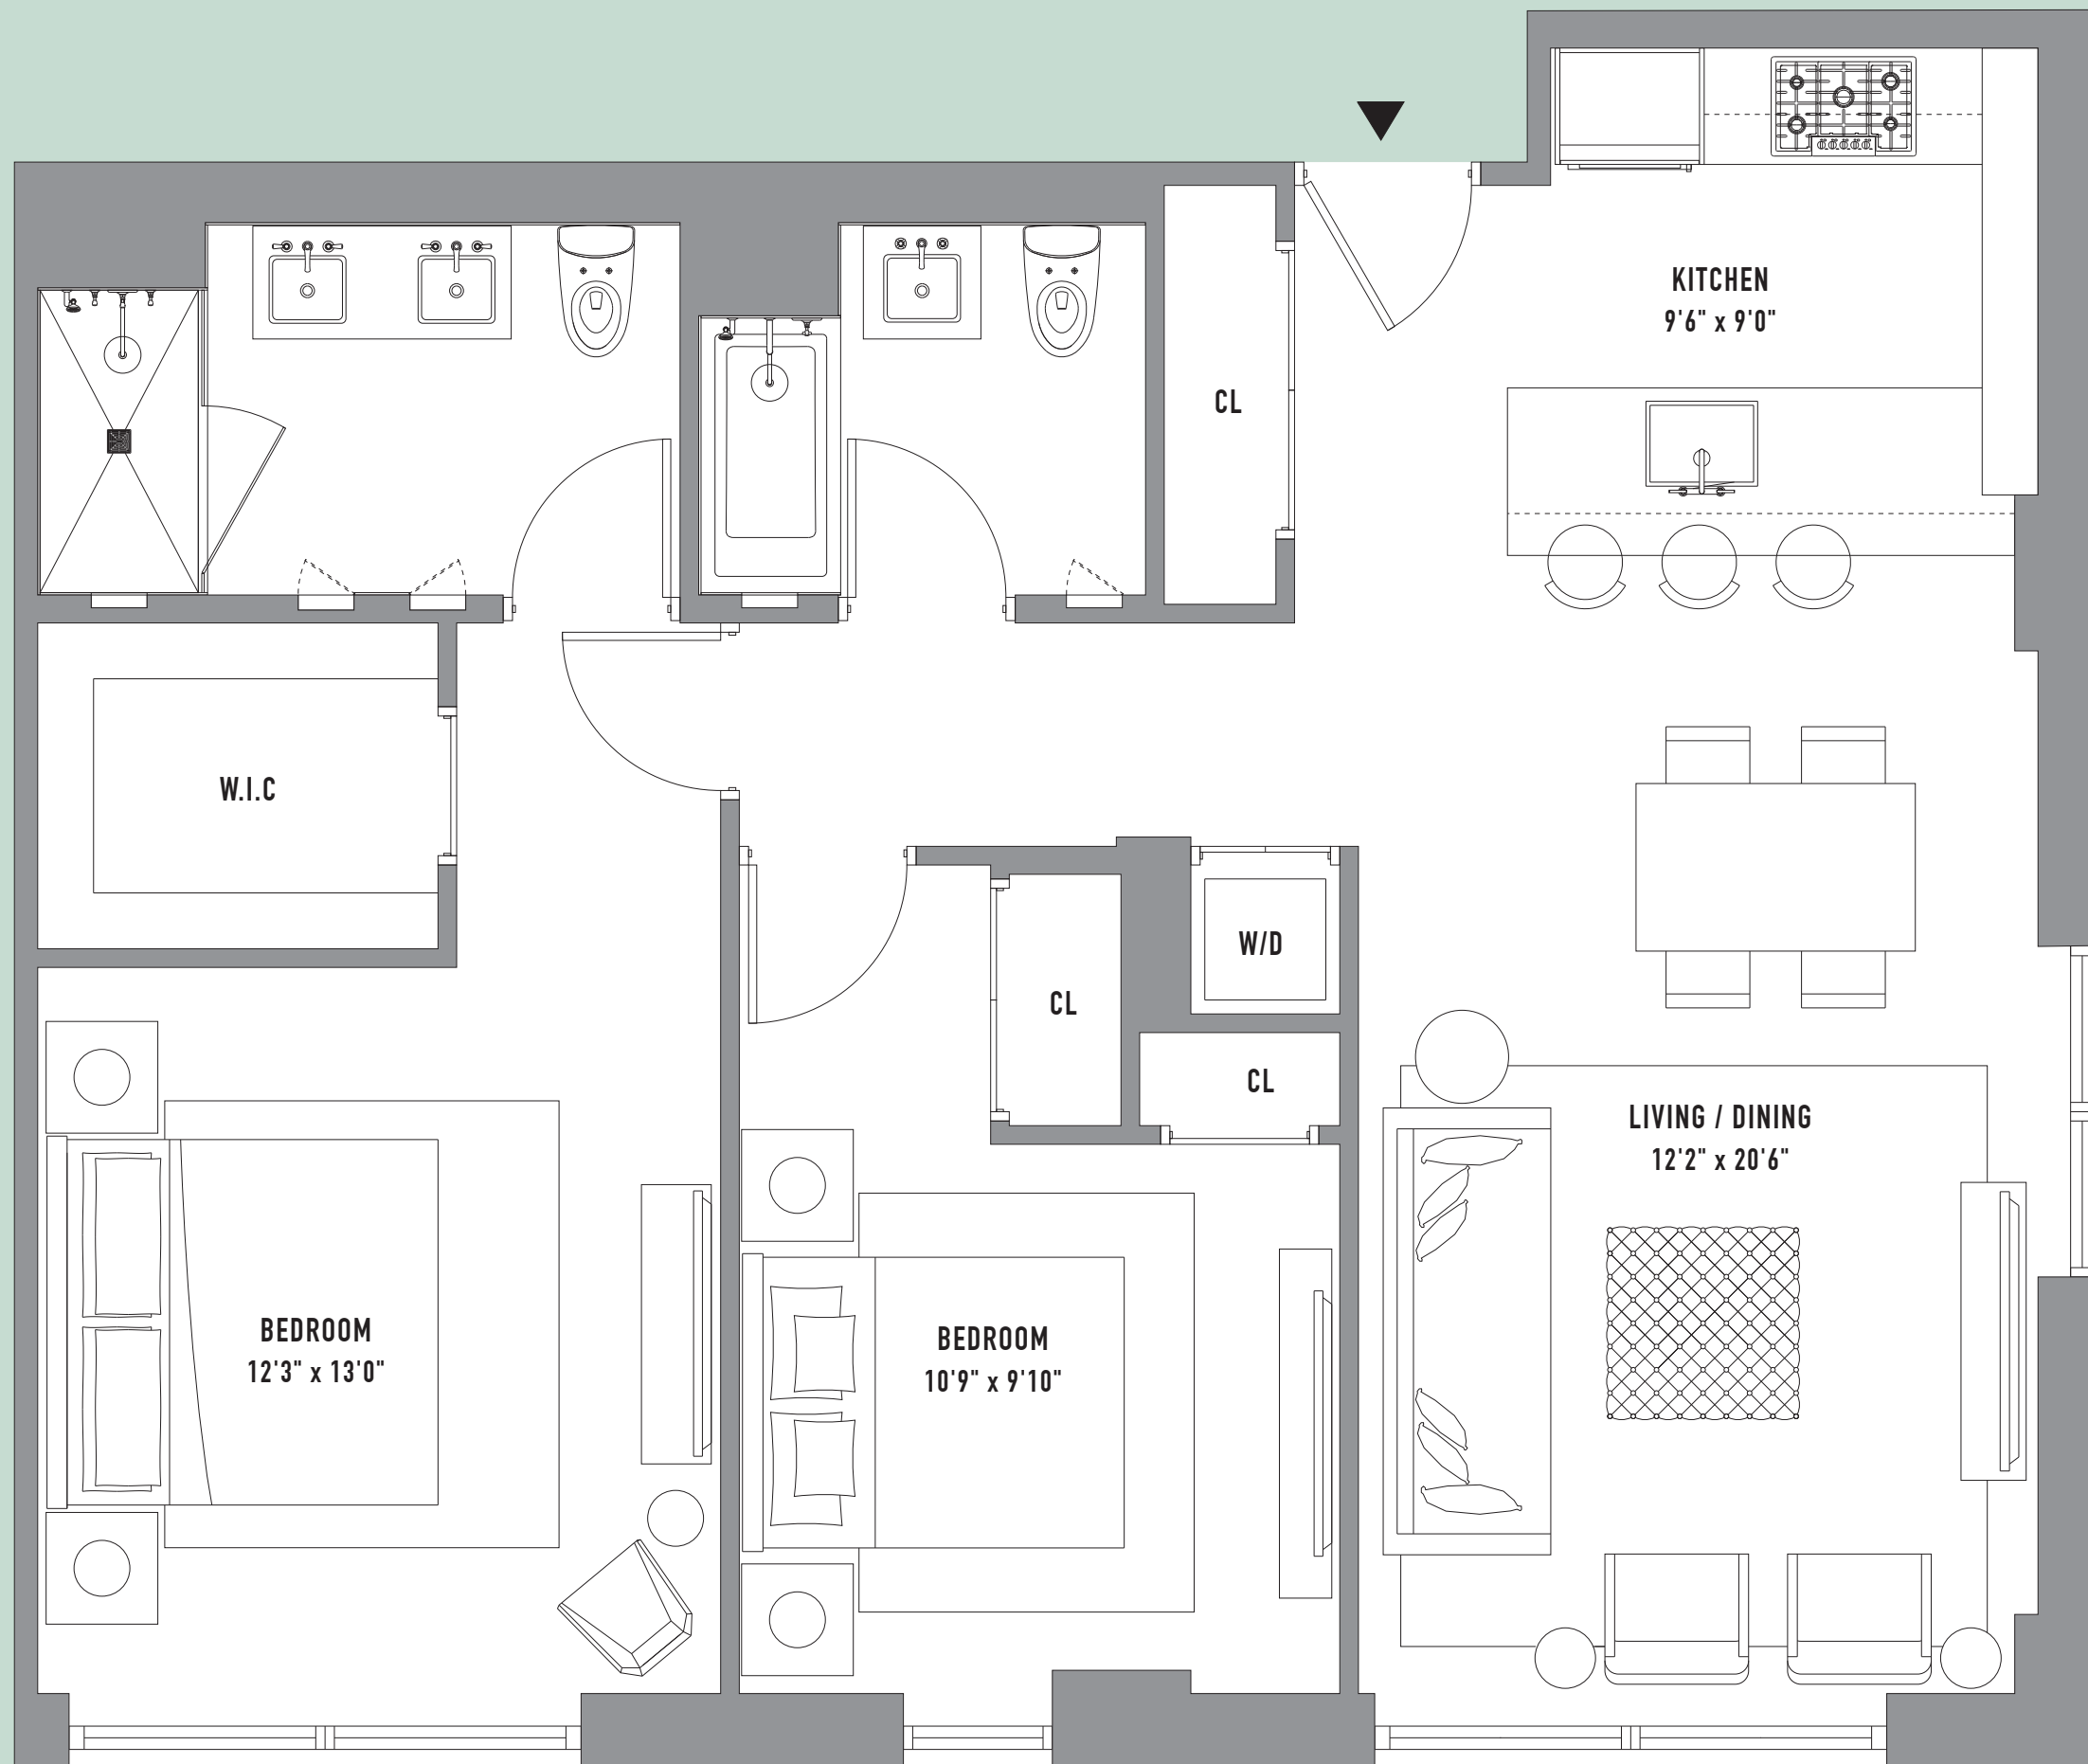 KITCHEN
9'6" x 9'0"
CL
W.I.C
W/D
CL
CL
LIVING / DINING
12'2" x 20'6"
BEDROOM
12'3" x 13'0"
BEDROOM
10'9" x 9'10"